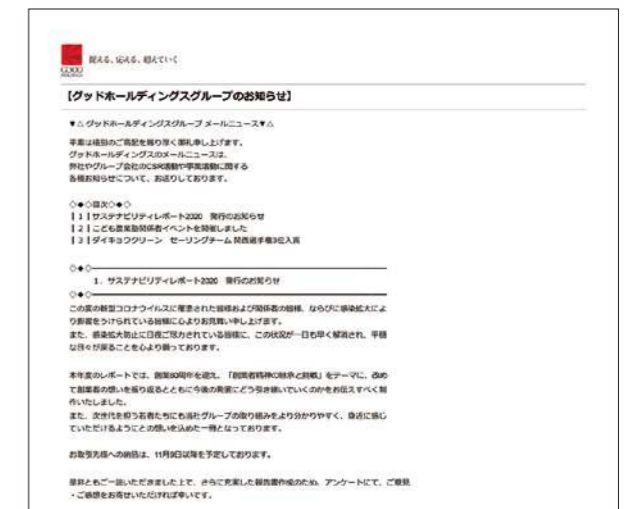 捉える、応える、超えていく
GOOD
HOLDINGS
【グッドホールディングスグループのお知らせ】
▼△グッドホールディングスグループ メールニュース▼△
平素は格別のご高配を賜り厚く御礼申し上げます。
グッドホールディングスのメールニュースは、
弊社やグループ会社のCSR活動や事業活動に関する
各種お知らせについて、お送りしております。
◇◆◇目次◇◆◇
┃1┃サステナビリティレポート2020 発行のお知らせ
┃2┃こども農業塾関係者イベントを開催しました
┃3┃ダイキョウクリーン セーリングチーム 関西選手権3位入賞
◇◆◇━━━━━━━━━━━━━━━━━━━━
1．サステナビリティレポート2020 発行のお知らせ
◇◆◇━━━━━━━━━━━━━━━━━━━━
この度の新型コロナウイルスに罹患された皆様および関係者の皆様、ならびに感染拡大によ
り影響をうけられている皆様に心よりお見舞い申し上げます。
また、感染拡大防止に日夜ご尽力されている皆様に、この状況が一日も早く解消され、平穏
な日々が戻ることを心より願っております。
本年度のレポートでは、創業90周年を迎え、「創業者精神の継承と挑戦」をテーマに、改め
て創業者の想いを振り返るとともに今後の発展にどう引き継いでいくのかをお伝えすべく制
作いたしました。
また、次世代を担う若者たちにも当社グループの取り組みをより分かりやすく、身近に感じ
ていただけるようにとの想いを込めた一冊となっております。
お取引先様への納品は、11月9日以降を予定しております。
是非ともご一読いただきました上で、さらに充実した報告書作成のため、アンケートにて、ご意見
・ご感想をお寄せいただければ幸いです。